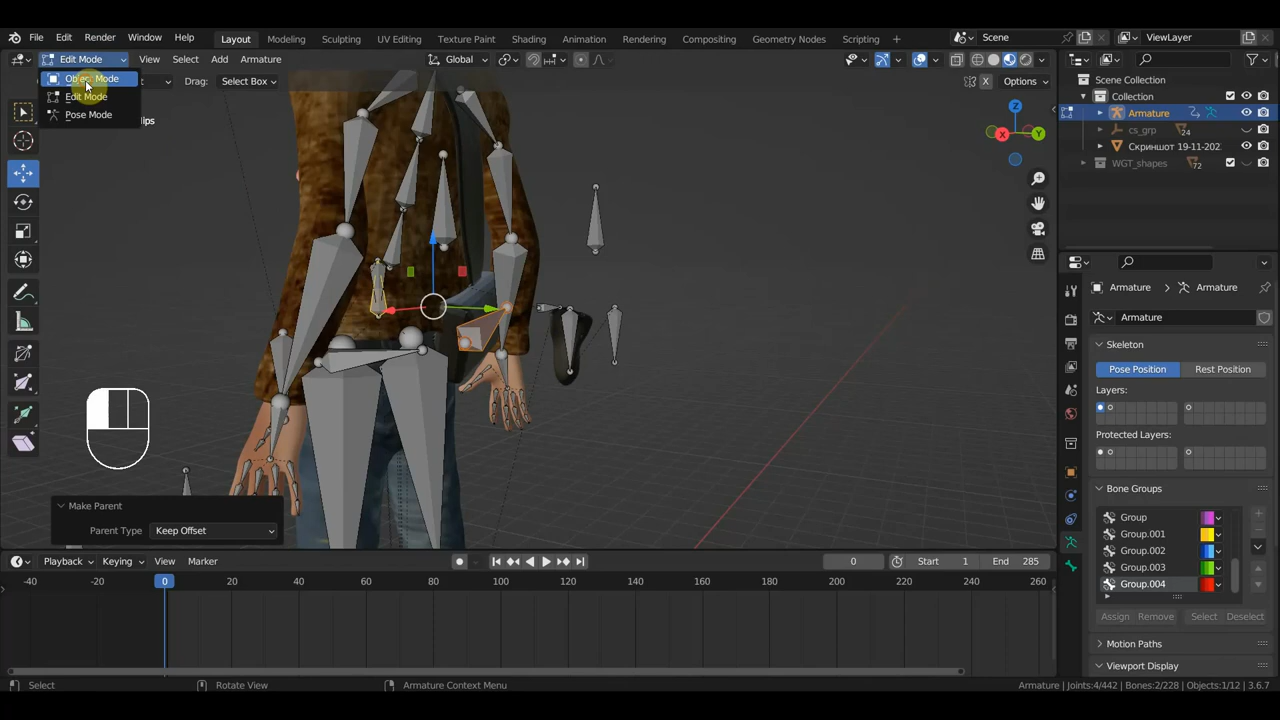 File Edit Render Window Help Layout Modeling Sculpting UV Editing Texture Paint Shading Animation Rendering Compositing Geometry Nodes Scripting + Scene ViewLayer
Edit Mode View Select Add Armature Global X Options
Object Mode Drag: Select Box
Edit Mode
Pose Mode
lips
X Y Z
Scene Collection
Collection
Armature
cs_grp 24
Скриншот 19-11-202.
WGT_shapes 72
Armature Armature
Armature
Skeleton
Pose Position Rest Position
Layers:
Protected Layers:
Bone Groups
Group
Group.001
Group.002
Group.003
Group.004
Assign Remove Select Deselect
Motion Paths
Viewport Display
Make Parent
Parent Type Keep Offset
Playback Keying View Marker 0 Start 1 End 285
-40 -20 0 20 40 60 80 100 120 140 160 180 200 220 240 260
Select Rotate View Armature Context Menu Armature | Joints:4/442 | Bones:2/228 | Objects:1/12 | 3.6.7